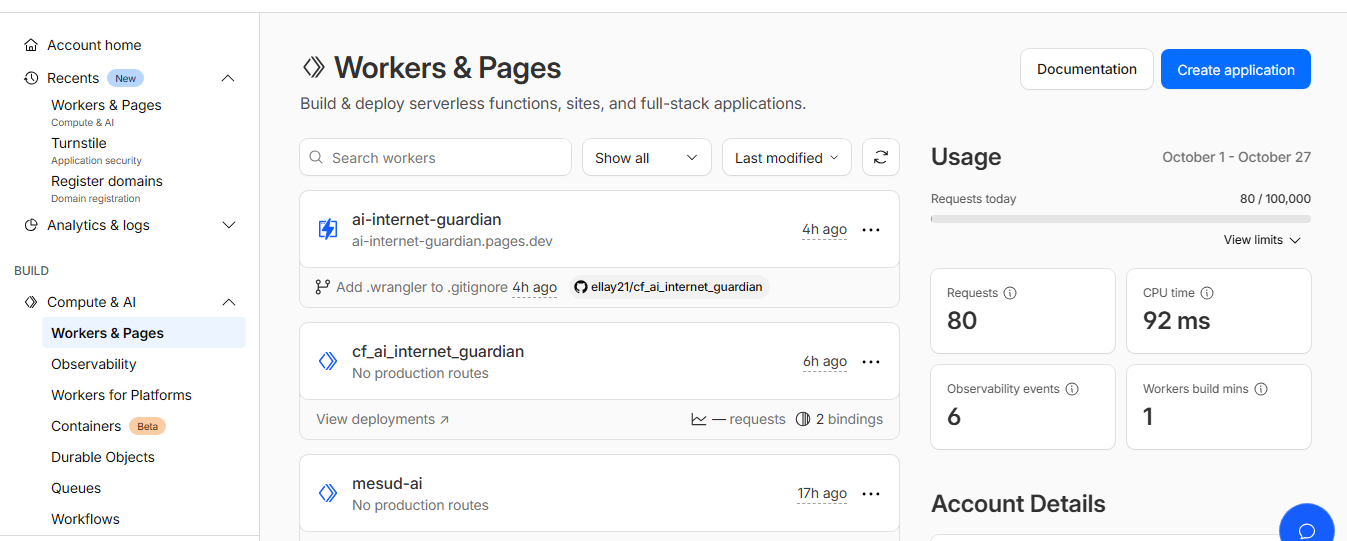 Account home
Recents New
Workers & Pages
Compute & AI
Turnstile
Application security
Register domains
Domain registration
Analytics & logs
BUILD
Compute & AI
Workers & Pages
Observability
Workers for Platforms
Containers Beta
Durable Objects
Queues
Workflows
Workers & Pages
Build & deploy serverless functions, sites, and full-stack applications.
Documentation
Create application
Search workers
Show all
Last modified
ai-internet-guardian
ai-internet-guardian.pages.dev
4h ago
Add .wrangler to .gitignore 4h ago ellay21/cf_ai_internet_guardian
cf_ai_internet_guardian
No production routes
6h ago
View deployments
— requests 2 bindings
mesud-ai
No production routes
17h ago
Usage
October 1 - October 27
Requests today
80 / 100,000
View limits
Requests
80
CPU time
92 ms
Observability events
6
Workers build mins
1
Account Details